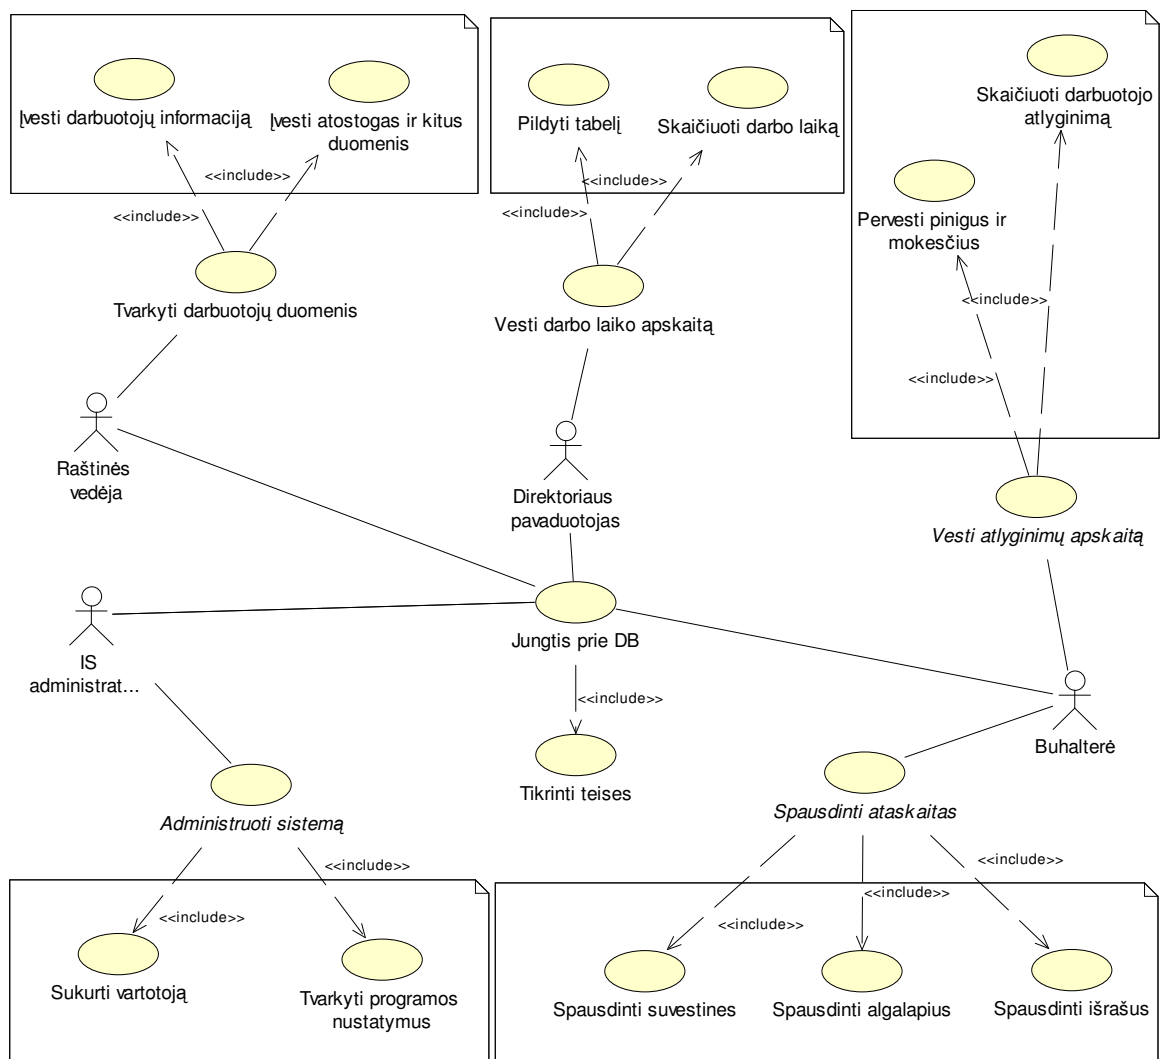 Įvesti darbuotojų informaciją
Įvesti atostogas ir kitus
duomenis
<<include>>
<<include>>
Tvarkyti darbuotojų duomenis
Pildyti tabelį
Skaičiuoti darbo laiką
<<include>>
<<include>>
Vesti darbo laiko apskaitą
Skaičiuoti darbuotojo
atlyginimą
Pervesti pinigus ir
mokesčius
<<include>>
<<include>>
Vesti atlyginimų apskaitą
Raštinės
vedėja
Direktoriaus
pavaduotojas
IS
administrat...
Jungtis prie DB
<<include>>
Tikrinti teises
Buhalterė
Administruoti sistemą
<<include>>
<<include>>
Sukurti vartotoją
Tvarkyti programos
nustatymus
Spausdinti ataskaitas
<<include>>
<<include>>
<<include>>
Spausdinti suvestines
Spausdinti algalapius
Spausdinti išrašus